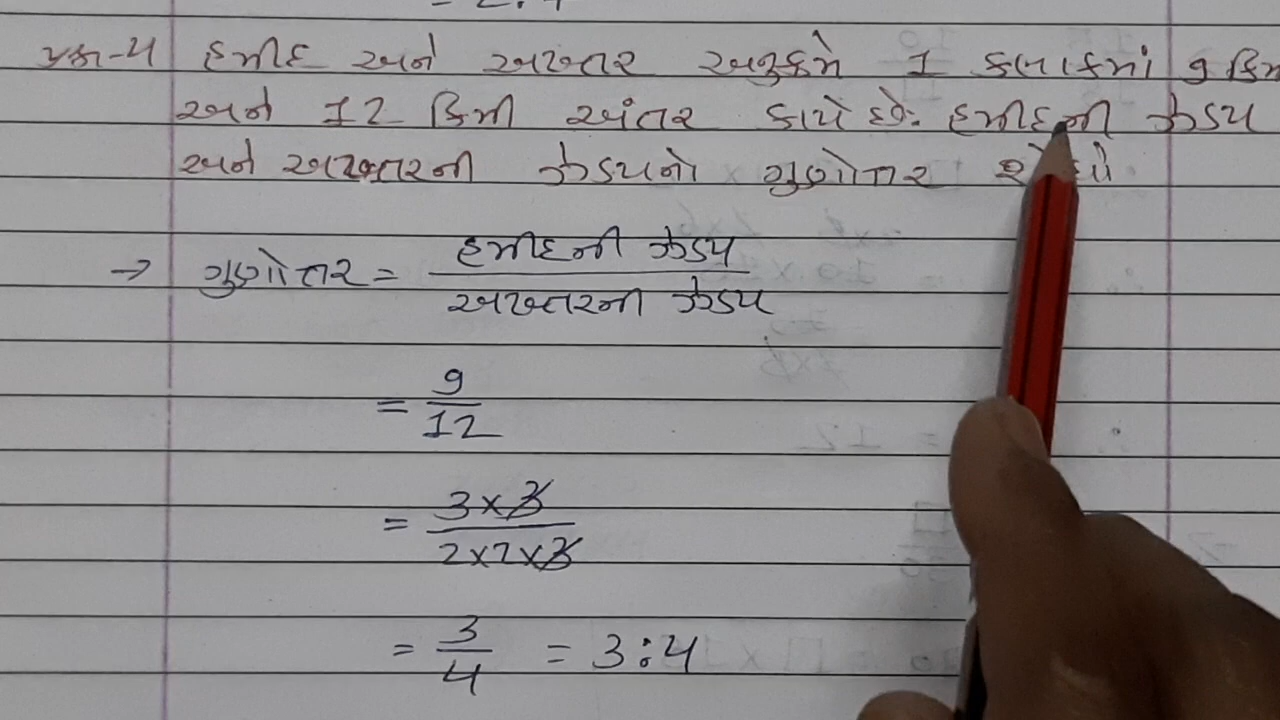 = 2:4
પ્રશ્ન-4 હમીદ અને અખ્તર અનુક્રમે 1 કલાકમાં 9 કિમ
અને 12 કિમી અંતર કાપે છે. હમીદની ઝડપ
અને અખ્તરની ઝડપનો ગુણોત્તર
→ ગુણોત્તર = હમીદની ઝડપ
અખ્તરની ઝડપ
= 9
12
= 3×3
2×2×3
= 3 = 3:4
4